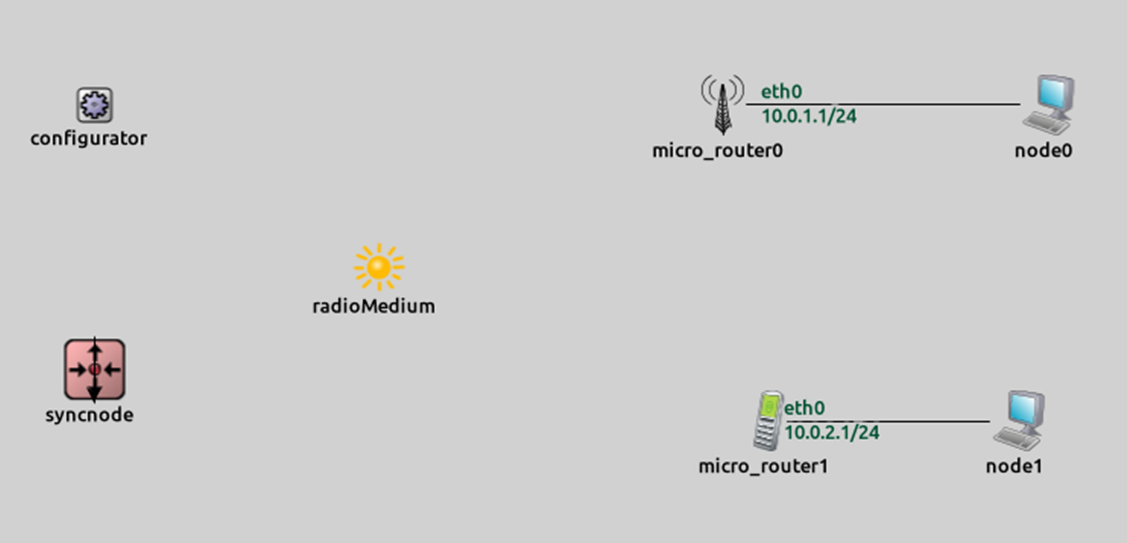 eth0
10.0.1.1/24
configurator
micro_router0
node0
radioMedium
syncnode
eth0
10.0.2.1/24
micro_router1
node1